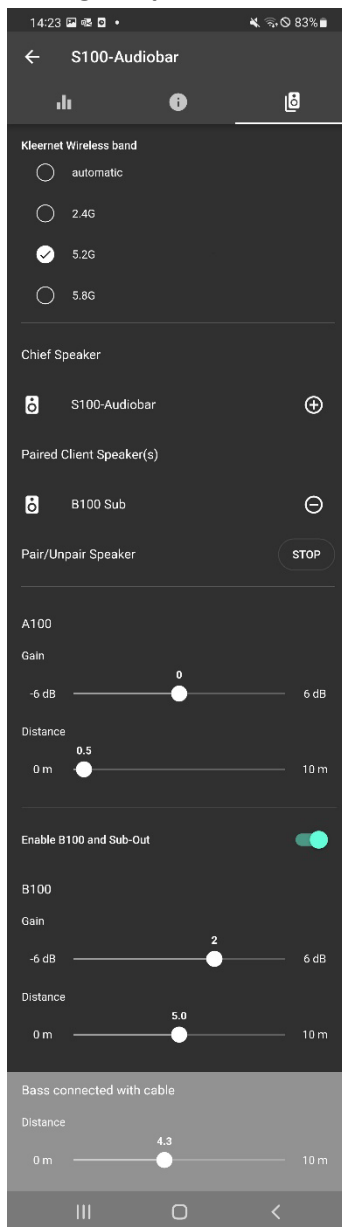 14:23
83%
S100-Audiobar
Kleernet Wireless band
automatic
2.4G
5.2G
5.8G
Chief Speaker
S100-Audiobar
Paired Client Speaker(s)
B100 Sub
Pair/Unpair Speaker STOP
A100
Gain
0
-6 dB 6 dB
Distance
0.5
0 m 10 m
Enable B100 and Sub-Out
B100
Gain
2
-6 dB 6 dB
Distance
5.0
0 m 10 m
Bass connected with cable
Distance
4.3
0 m 10 m